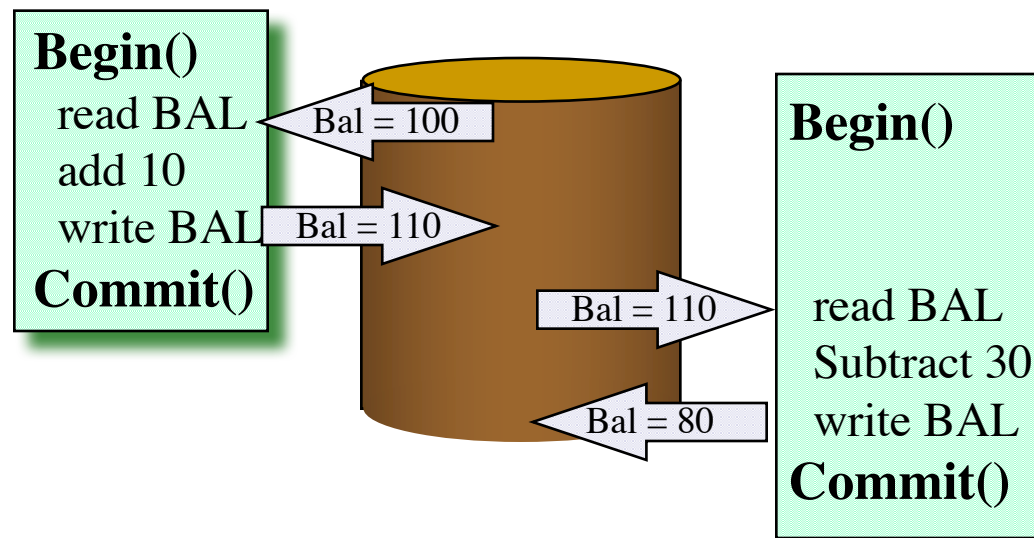 Begin()
read BAL
add 10
write BAL
Commit()
Bal = 100
Bal = 110
Bal = 110
Bal = 80
Begin()
read BAL
Subtract 30
write BAL
Commit()